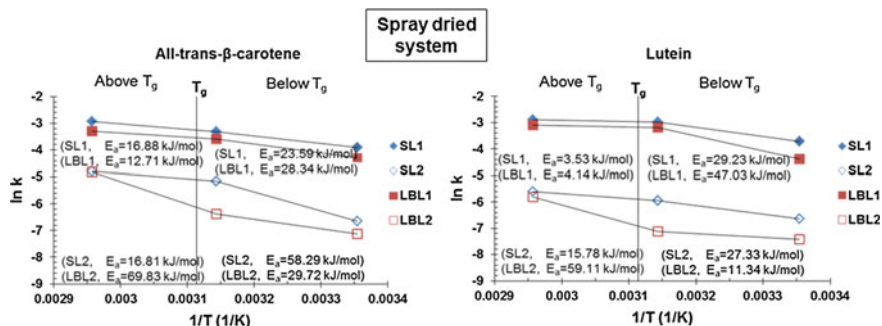 Spray dried
system
All-trans-β-carotene
Above Tg
Tg
Below Tg
-2
-3
-4
-5
-6
-7
-8
-9
ln k
(SL1, Ea=16.88 kJ/mol)
(LBL1, Ea=12.71 kJ/mol)
(SL1, Ea=23.59 kJ/mol)
(LBL1, Ea=28.34 kJ/mol)
(SL2, Ea=16.81 kJ/mol)
(LBL2, Ea=69.83 kJ/mol)
(SL2, Ea=58.29 kJ/mol)
(LBL2, Ea=29.72 kJ/mol)
0.0029 0.003 0.0031 0.0032 0.0033 0.0034
1/T (1/K)
SL1
SL2
LBL1
LBL2
Lutein
Above Tg
Tg
Below Tg
-2
-3
-4
-5
-6
-7
-8
-9
ln k
(SL1, Ea=3.53 kJ/mol)
(LBL1, Ea=4.14 kJ/mol)
(SL1, Ea=29.23 kJ/mol)
(LBL1, Ea=47.03 kJ/mol)
(SL2, Ea=15.78 kJ/mol)
(LBL2, Ea=59.11 kJ/mol)
(SL2, Ea=27.33 kJ/mol)
(LBL2, Ea=11.34 kJ/mol)
0.0029 0.003 0.0031 0.0032 0.0033 0.0034
1/T (1/K)
SL1
SL2
LBL1
LBL2